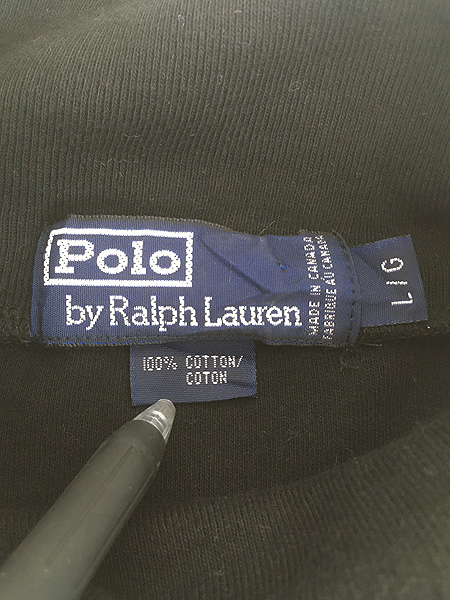 Polo
by Ralph Lauren
MADE IN CANADA
FABRIQUE AU CANADA
L/G
100% COTTON/
COTON